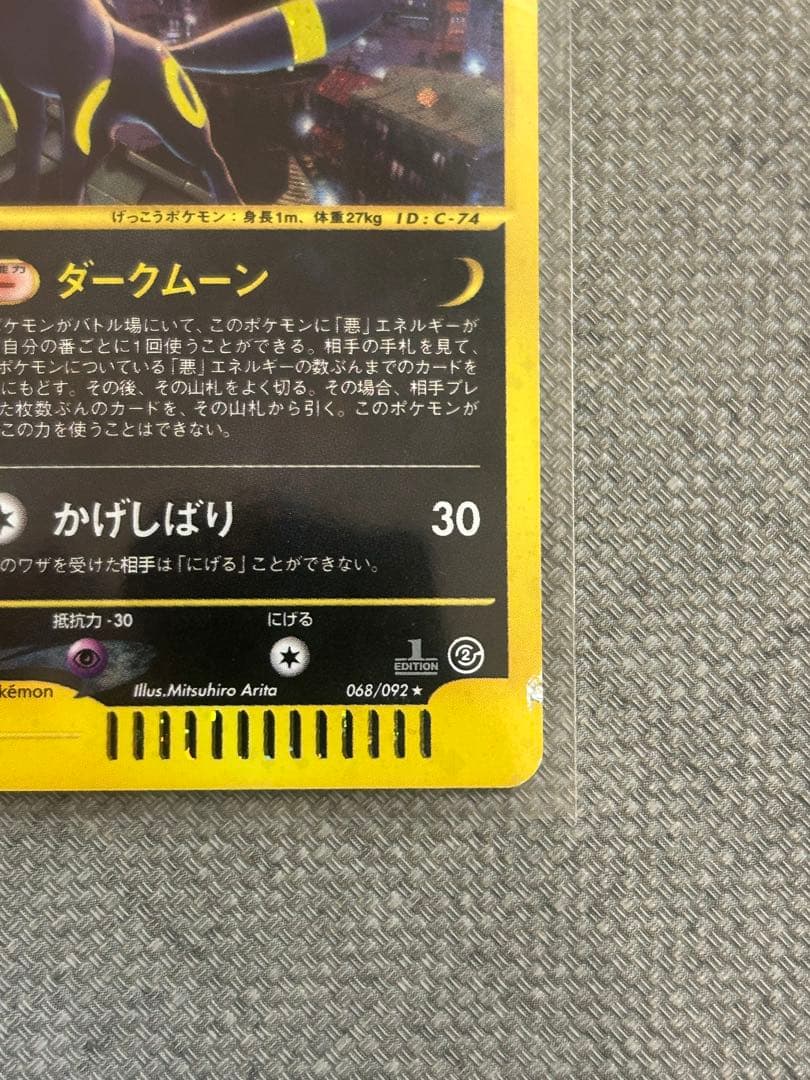 げっこうポケモン：身長1m、体重27kg ID：C-74
能力
ダークムーン
ケモンがバトル場にいて、このポケモンに「悪」エネルギーが
自分の番ごとに1回使うことができる。相手の手札を見て、
ポケモンについている「悪」エネルギーの数ぶんまでのカードを
にもどす。その後、その山札をよく切る。その場合、相手プレ
た枚数ぶんのカードを、その山札から引く。このポケモンが
この力を使うことはできない。
かげしばり 30
のワザを受けた相手は「にげる」ことができない。
抵抗力 -30 にげる
1 EDITION 2
kémon Illus.Mitsuhiro Arita 068/092 ★